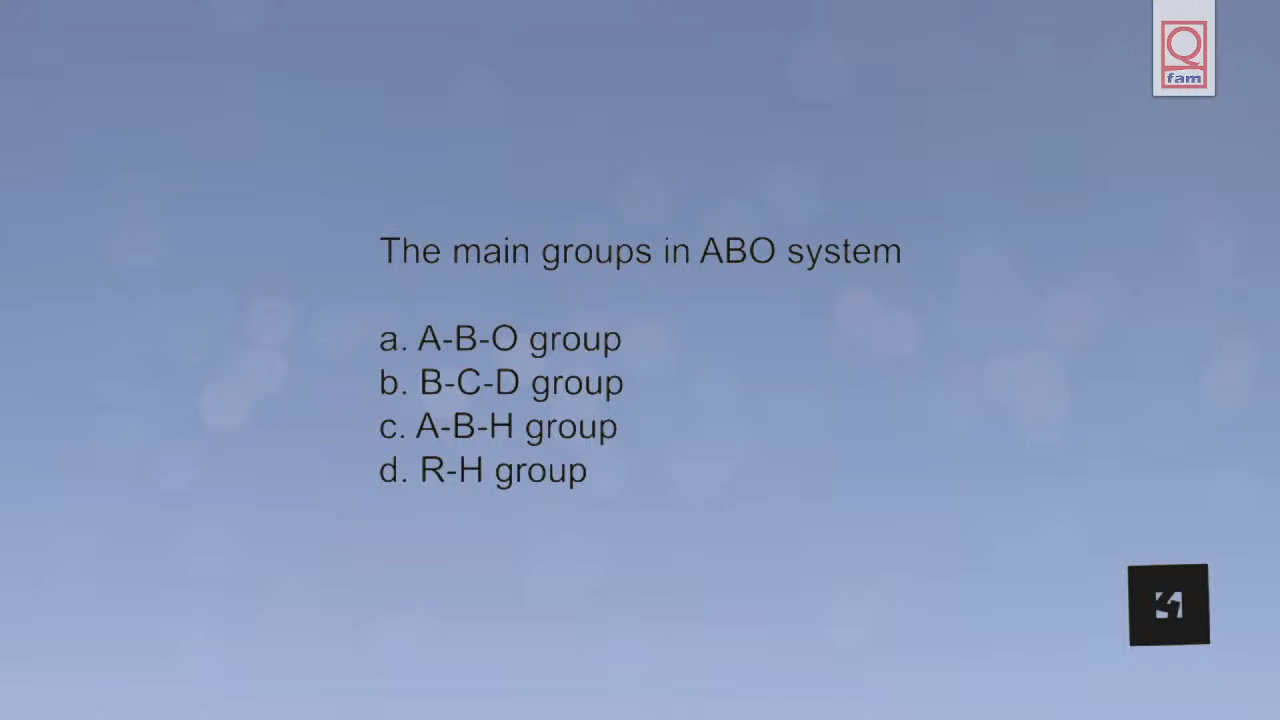 Q
fam
The main groups in ABO system
a. A-B-O group
b. B-C-D group
c. A-B-H group
d. R-H group